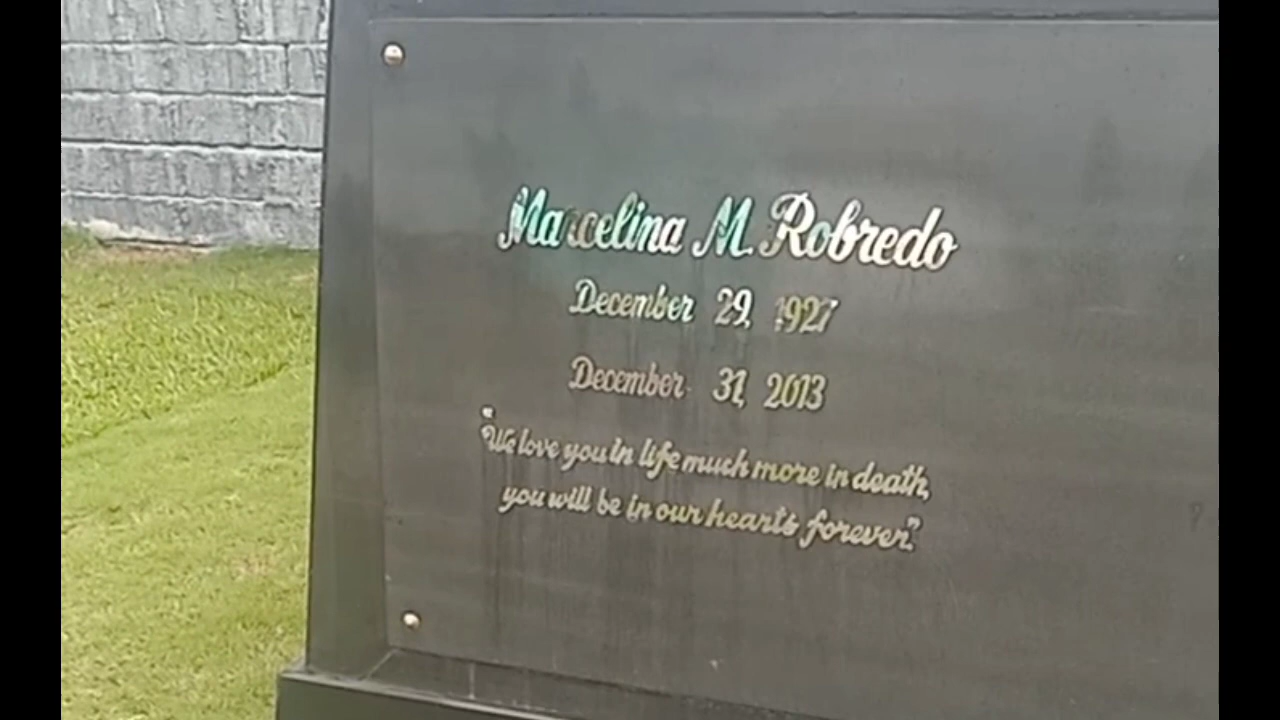 Marcelina M. Robredo
December 29, 1927
December 31, 2013
"We love you in life much more in death,
you will be in our hearts forever."